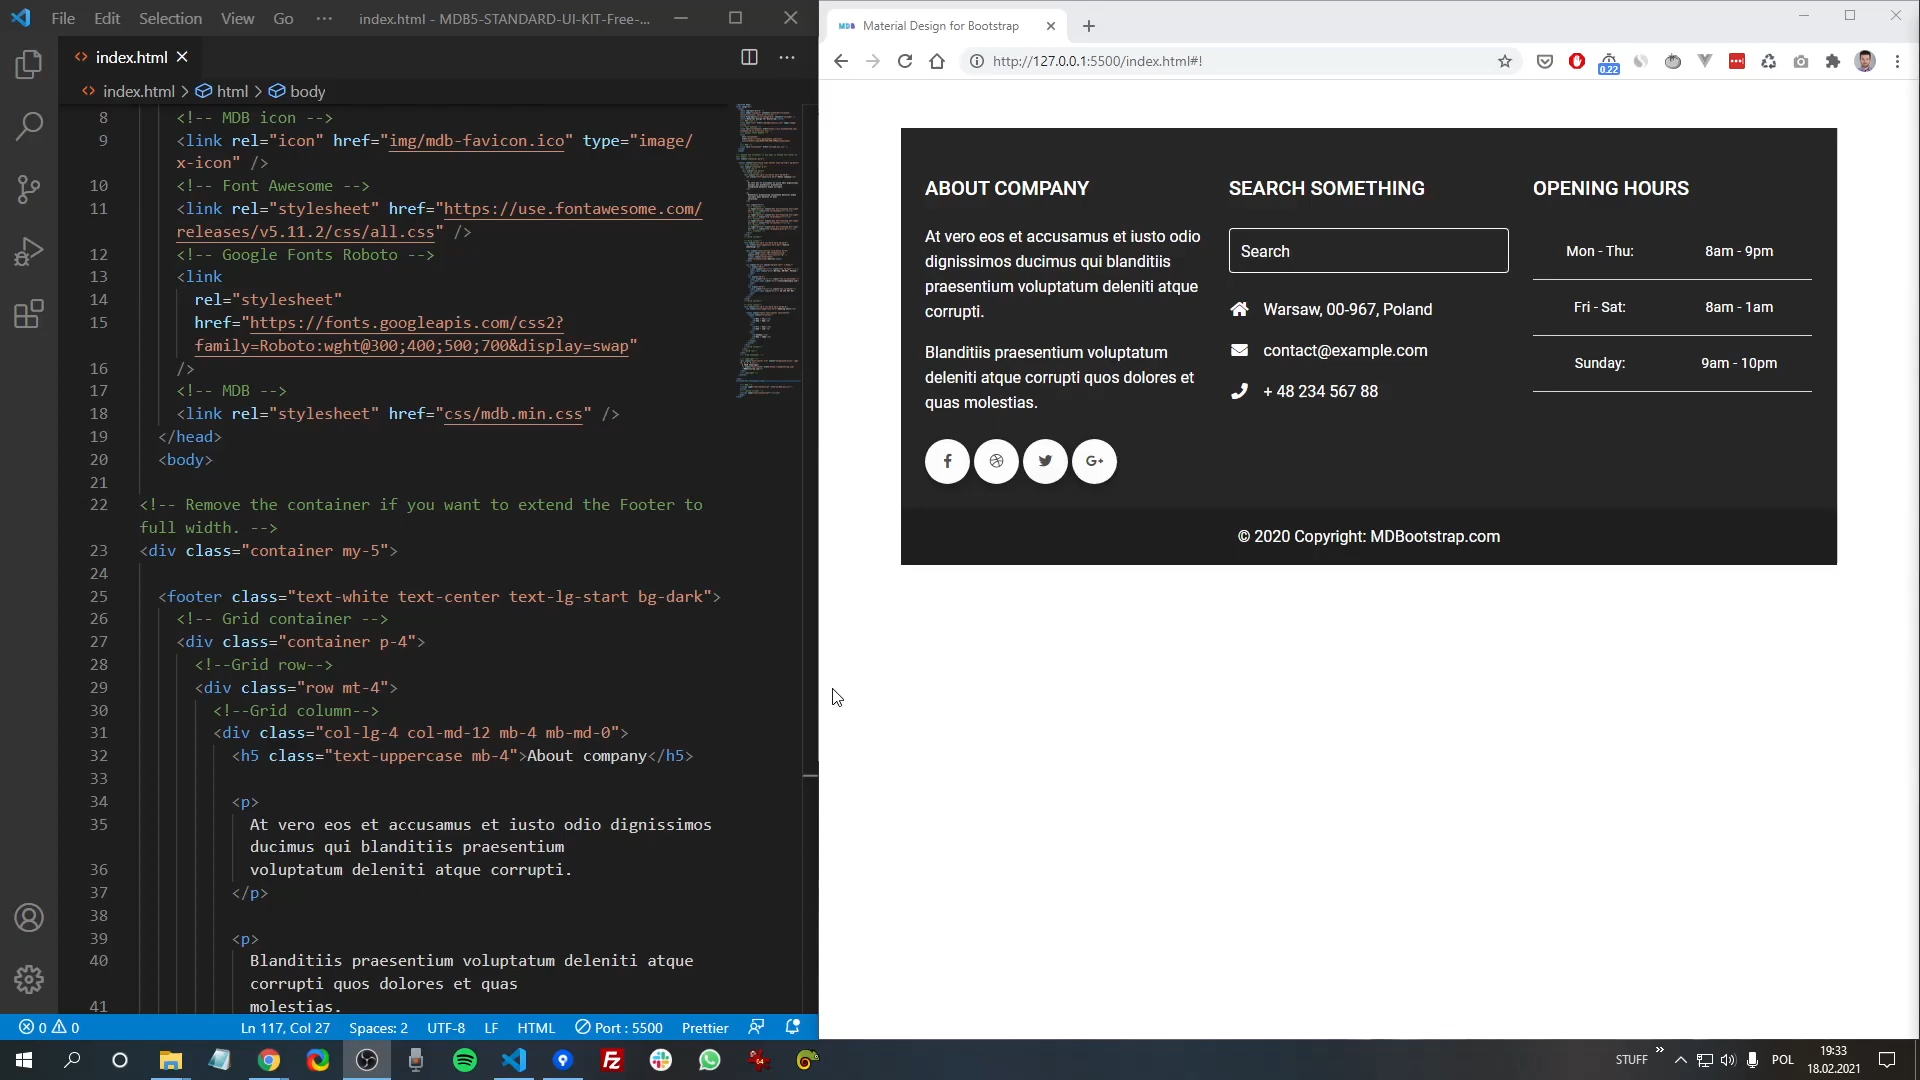 File Edit Selection View Go ··· index.html - MDB5-STANDARD-UI-KIT-Free-...
index.html
index.html > html > body
8 <!-- MDB icon -->
9 <link rel="icon" href="img/mdb-favicon.ico" type="image/
x-icon" />
10 <!-- Font Awesome -->
11 <link rel="stylesheet" href="https://use.fontawesome.com/
releases/v5.11.2/css/all.css" />
12 <!-- Google Fonts Roboto -->
13 <link
14 rel="stylesheet"
15 href="https://fonts.googleapis.com/css2?
family=Roboto:wght@300;400;500;700&display=swap"
16 />
17 <!-- MDB -->
18 <link rel="stylesheet" href="css/mdb.min.css" />
19 </head>
20 <body>
21
22 <!-- Remove the container if you want to extend the Footer to
full width. -->
23 <div class="container my-5">
24
25 <footer class="text-white text-center text-lg-start bg-dark">
26 <!-- Grid container -->
27 <div class="container p-4">
28 <!--Grid row-->
29 <div class="row mt-4">
30 <!--Grid column-->
31 <div class="col-lg-4 col-md-12 mb-4 mb-md-0">
32 <h5 class="text-uppercase mb-4">About company</h5>
33
34 <p>
35 At vero eos et accusamus et iusto odio dignissimos
ducimus qui blanditiis praesentium
36 voluptatum deleniti atque corrupti.
37 </p>
38
39 <p>
40 Blanditiis praesentium voluptatum deleniti atque
corrupti quos dolores et quas
41 molestias.
0 0 Ln 117, Col 27 Spaces: 2 UTF-8 LF HTML Port : 5500 Prettier
MDB Material Design for Bootstrap
http://127.0.0.1:5500/index.html#!
0.22
ABOUT COMPANY
At vero eos et accusamus et iusto odio
dignissimos ducimus qui blanditiis
praesentium voluptatum deleniti atque
corrupti.
Blanditiis praesentium voluptatum
deleniti atque corrupti quos dolores et
quas molestias.
SEARCH SOMETHING
Search
Warsaw, 00-967, Poland
contact@example.com
+ 48 234 567 88
OPENING HOURS
Mon - Thu: 8am - 9pm
Fri - Sat: 8am - 1am
Sunday: 9am - 10pm
© 2020 Copyright: MDBootstrap.com
STUFF » POL
19:33
18.02.2021